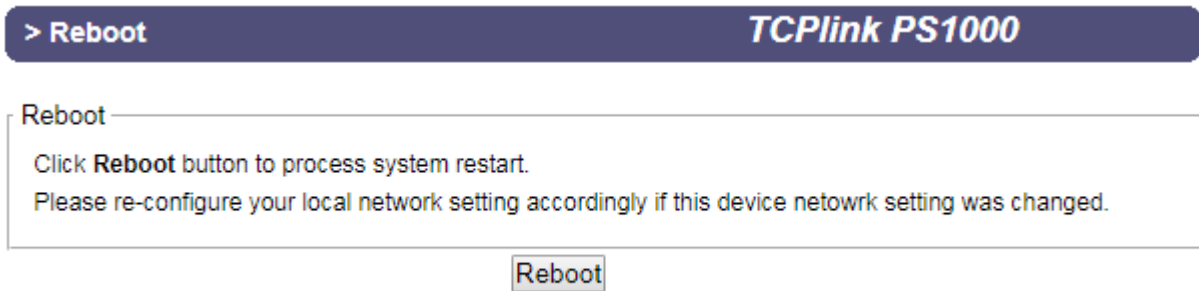 > Reboot TCPlink PS1000
Reboot
Click Reboot button to process system restart.
Please re-configure your local network setting accordingly if this device netowrk setting was changed.
Reboot